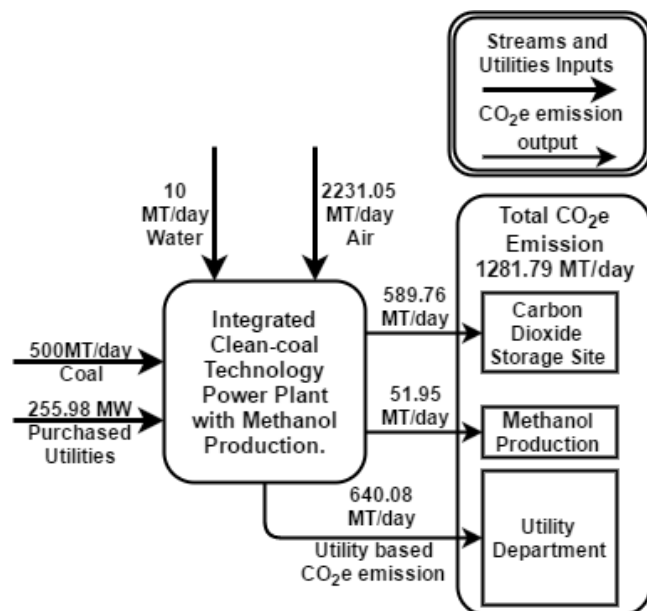 Streams and
Utilities Inputs
CO₂e emission
output
10
MT/day
Water
2231.05
MT/day
Air
Total CO₂e
Emission
1281.79 MT/day
589.76
MT/day
Carbon
Dioxide
Storage Site
Integrated
Clean-coal
Technology
Power Plant
with Methanol
Production.
500MT/day
Coal
255.98 MW
Purchased
Utilities
51.95
MT/day
Methanol
Production
640.08
MT/day
Utility based
CO₂e emission
Utility
Department